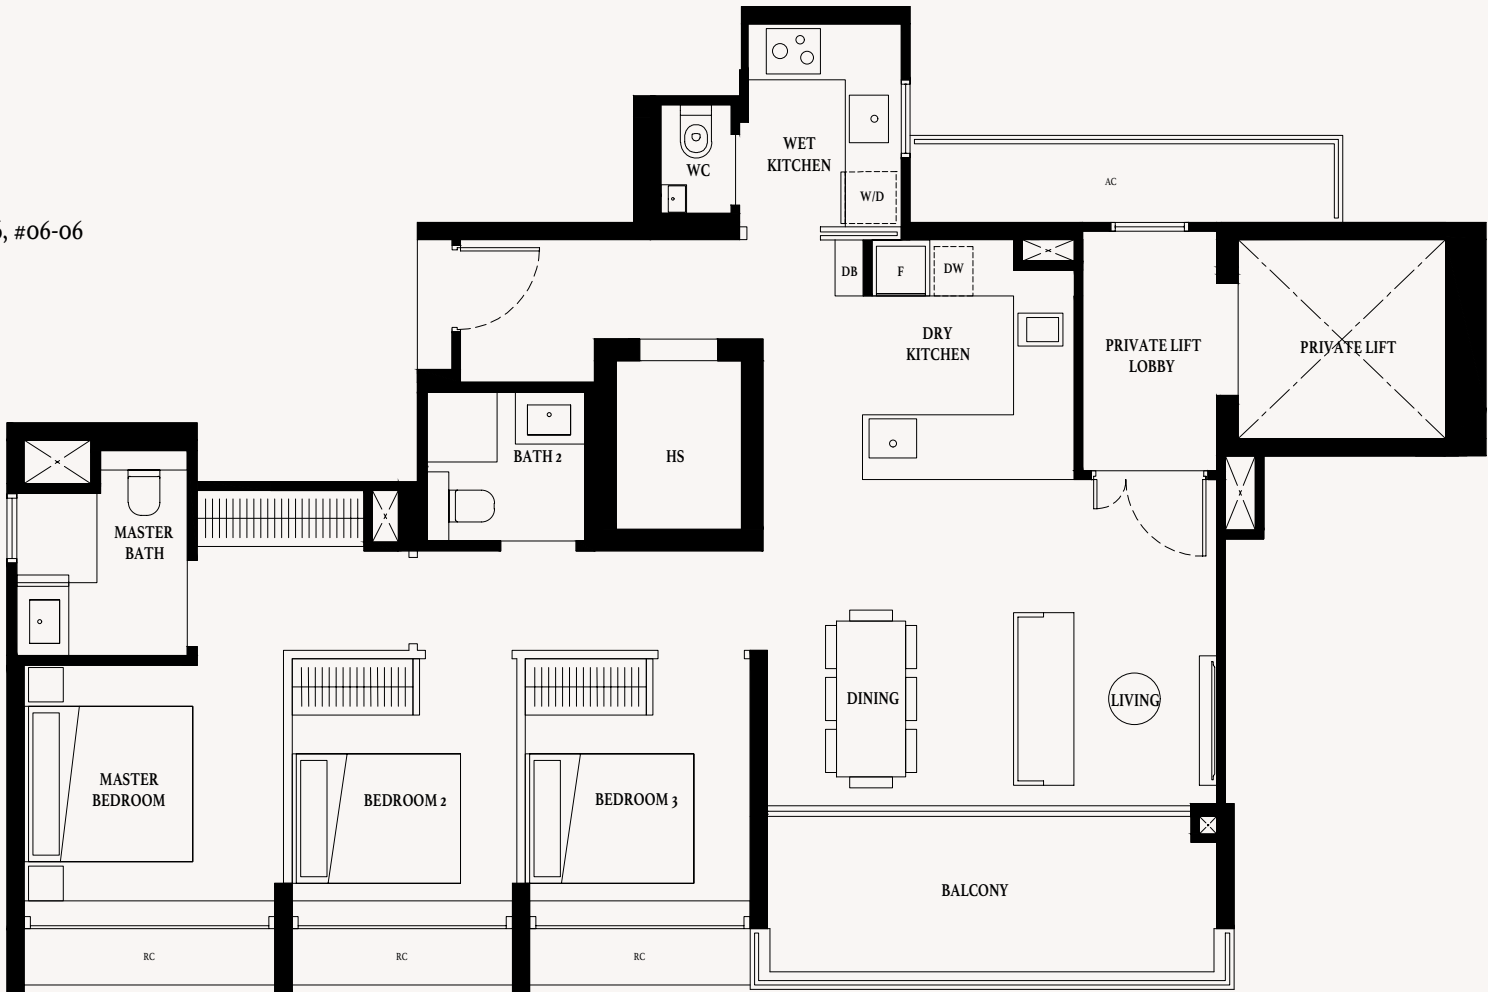 #06-06
WET
KITCHEN
WC
W/D
AC
DB
F
DW
DRY
KITCHEN
PRIVATE LIFT
LOBBY
PRIVATE LIFT
BATH 2
HS
MASTER
BATH
DINING
LIVING
MASTER
BEDROOM
BEDROOM 2
BEDROOM 3
BALCONY
RC
RC
RC